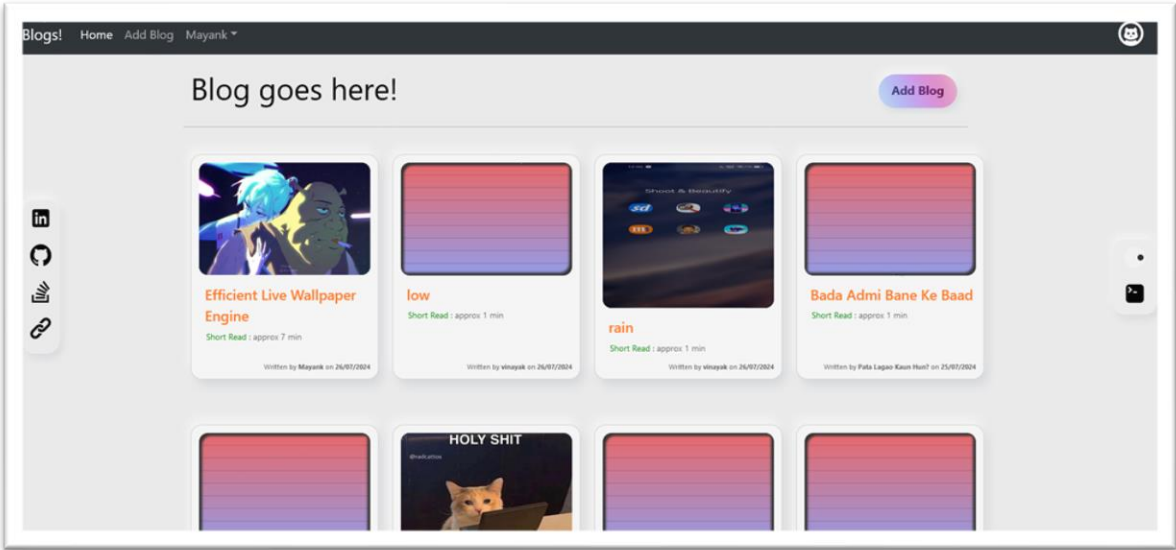 Blogs! Home Add Blog Mayank
Blog goes here!
Add Blog
in
Shoot & Beautify
sd
m
Efficient Live Wallpaper
Engine
Short Read : approx 7 min
Written by Mayank on 26/07/2024
low
Short Read : approx 1 min
Written by vinayak on 26/07/2024
rain
Short Read : approx 1 min
Written by vinayak on 26/07/2024
Bada Admi Bane Ke Baad
Short Read : approx 1 min
Written by Pata Lagao Kaun Hun? on 25/07/2024
HOLY SHIT